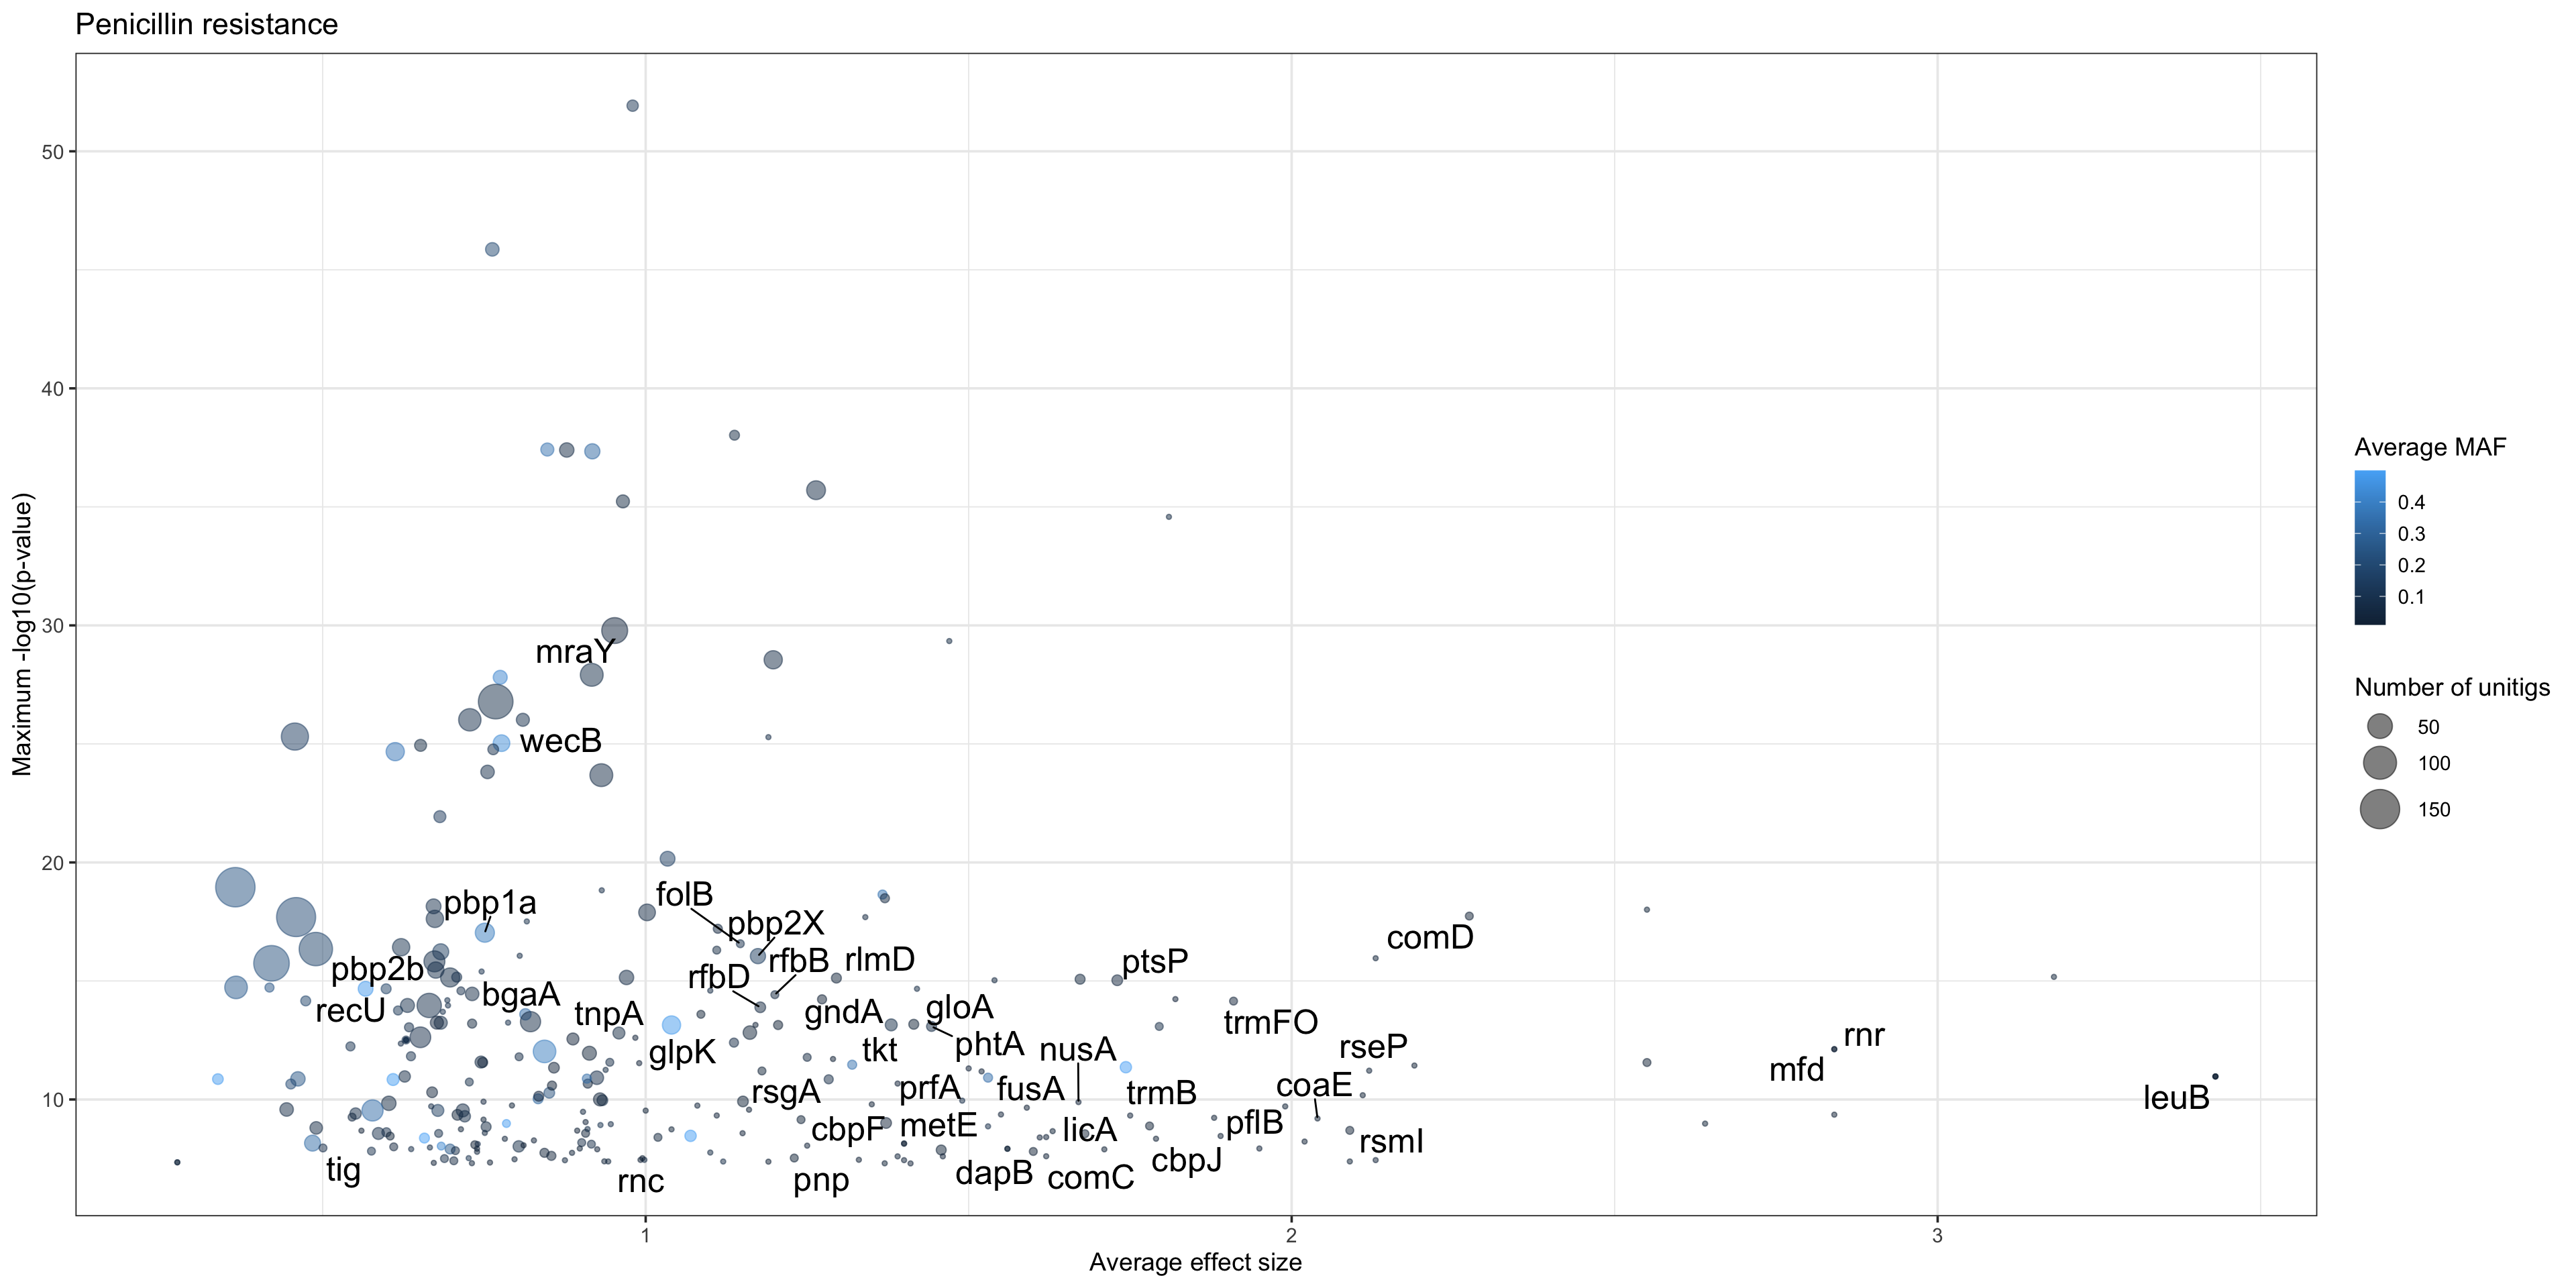 Penicillin resistance
Maximum -log10(p-value)
50
40
30
20
10
mraY
wecB
pbp1a
folB
pbp2X
pbp2b
rfbD
rfbB
rlmD
ptsP
comD
recU
bgaA
tnpA
gndA
gloA
trmFO
glpK
tkt
phtA
nusA
rseP
rnr
mfd
rsgA
prfA
fusA
trmB
coaE
leuB
cbpF
metE
licA
pflB
rsmI
tig
rnc
pnp
dapB
comC
cbpJ
1
2
3
Average effect size
Average MAF
0.4
0.3
0.2
0.1
Number of unitigs
50
100
150